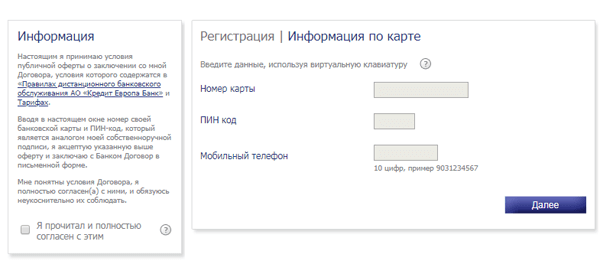 Информация
Настоящим я принимаю условия
публичной оферты о заключении со мной
Договора, условия которого содержатся в
«Правилах дистанционного банковского
обслуживания АО «Кредит Европа Банк» и
Тарифах.
Вводя в настоящем окне номер своей
банковской карты и ПИН-код, который
является аналогом моей собственноручной
подписи, я акцептую указанную выше
оферту и заключаю с Банком Договор в
письменной форме.
Мне понятны условия Договора, я
полностью согласен(а) с ними, и обязуюсь
неукоснительно их соблюдать.
Я прочитал и полностью
согласен с этим
?
Регистрация | Информация по карте
Введите данные, используя виртуальную клавиатуру ?
Номер карты
ПИН код
Мобильный телефон
10 цифр, пример 9031234567
Далее